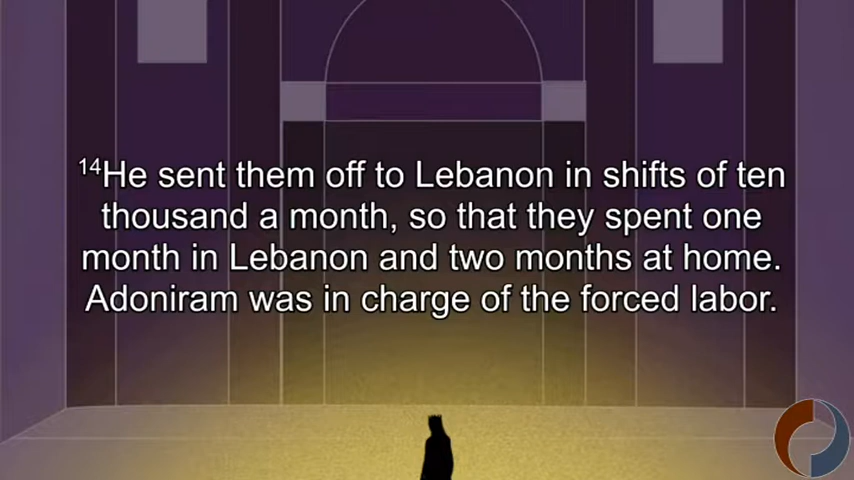 ¹⁴He sent them off to Lebanon in shifts of ten
thousand a month, so that they spent one
month in Lebanon and two months at home.
Adoniram was in charge of the forced labor.